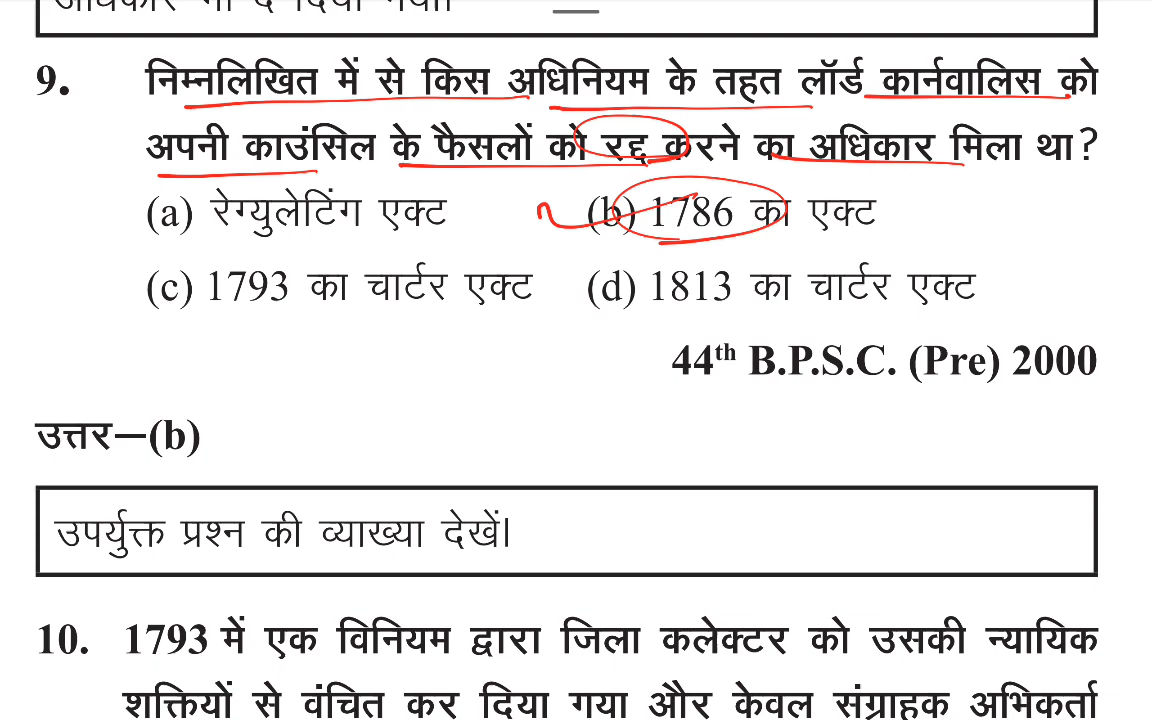 अधिकार भी दे दिया गया।
9. निम्नलिखित में से किस अधिनियम के तहत लॉर्ड कार्नवालिस को
अपनी काउंसिल के फैसलों को रद्द करने का अधिकार मिला था?
(a) रेग्युलेटिंग एक्ट (b) 1786 का एक्ट
(c) 1793 का चार्टर एक्ट (d) 1813 का चार्टर एक्ट
44th B.P.S.C. (Pre) 2000
उत्तर—(b)
उपर्युक्त प्रश्न की व्याख्या देखें।
10. 1793 में एक विनियम द्वारा जिला कलेक्टर को उसकी न्यायिक
शक्तियों से वंचित कर दिया गया और केवल संग्राहक अभिकर्ता